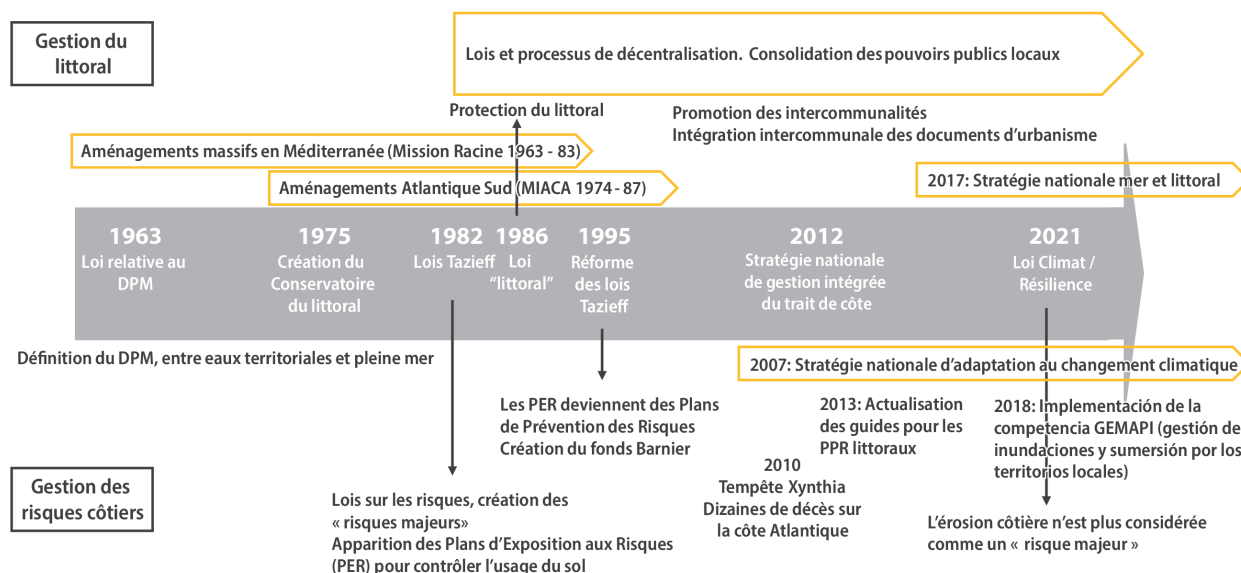 Gestion du
littoral
Lois et processus de décentralisation. Consolidation des pouvoirs publics locaux
Protection du littoral
Promotion des intercommunalités
Intégration intercommunale des documents d'urbanisme
Aménagements massifs en Méditerranée (Mission Racine 1963 - 83)
Aménagements Atlantique Sud (MIACA 1974 - 87)
2017: Stratégie nationale mer et littoral
1963
Loi relative au
DPM
1975
Création du
Conservatoire
du littoral
1982
Lois Tazieff
1986
Loi
“littoral”
1995
Réforme
des lois
Tazieff
2012
Stratégie nationale
de gestion intégrée
du trait de côte
2021
Loi Climat /
Résilience
Définition du DPM, entre eaux territoriales et pleine mer
2007: Stratégie nationale d'adaptation au changement climatique
Les PER deviennent des Plans
de Prévention des Risques
Création du fonds Barnier
2013: Actualisation
des guides pour les
PPR littoraux
2018: Implementación de la
competencia GEMAPI (gestión de
inundaciones y sumersión por los
territorios locales)
2010
Tempête Xynthia
Dizaines de décès sur
la côte Atlantique
Gestion des
risques côtiers
Lois sur les risques, création des
« risques majeurs»
Apparition des Plans d'Exposition aux Risques
(PER) pour contrôler l'usage du sol
L'érosion côtière n'est plus considérée
comme un « risque majeur »